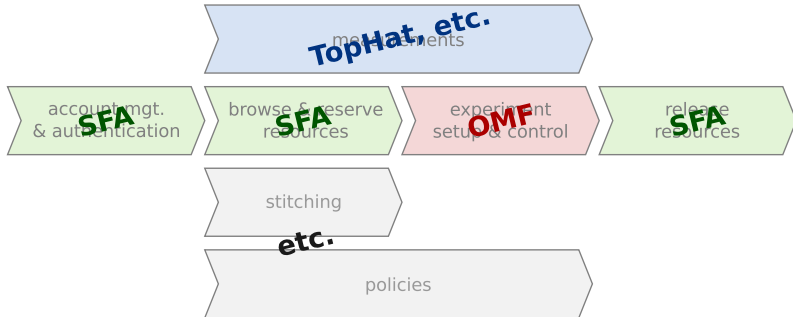 measurements
TopHat, etc.
account mgt.
& authentication
SFA
browse & reserve
resources
SFA
experiment
setup & control
OMF
release
resources
SFA
stitching
etc.
policies